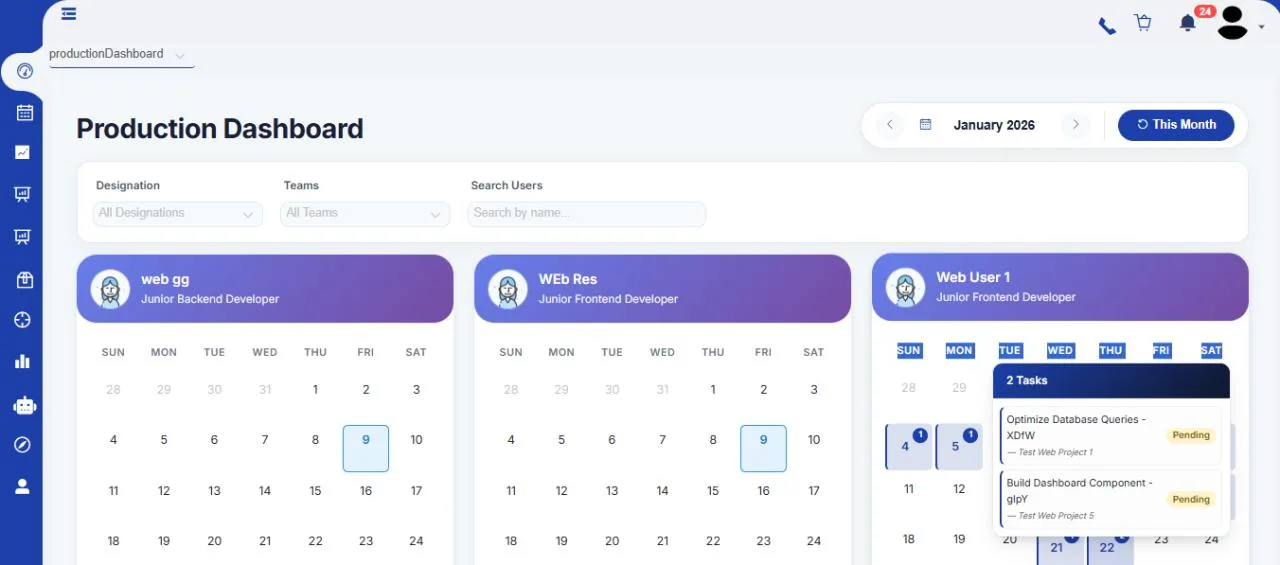 24
productionDashboard
Production Dashboard
January 2026
This Month
Designation
Teams
Search Users
All Designations
All Teams
Search by name...
web gg
Junior Backend Developer
SUN MON TUE WED THU FRI SAT
28 29 30 31 1 2 3
4 5 6 7 8 9 10
11 12 13 14 15 16 17
18 19 20 21 22 23 24
WEb Res
Junior Frontend Developer
SUN MON TUE WED THU FRI SAT
28 29 30 31 1 2 3
4 5 6 7 8 9 10
11 12 13 14 15 16 17
18 19 20 21 22 23 24
Web User 1
Junior Frontend Developer
SUN MON TUE WED THU FRI SAT
28 29
4 1 5 1
11 12
18 19 20 21 22 23 24
2 Tasks
Optimize Database Queries -
XDfW
Pending
— Test Web Project 1
Build Dashboard Component -
gIpY
Pending
— Test Web Project 5